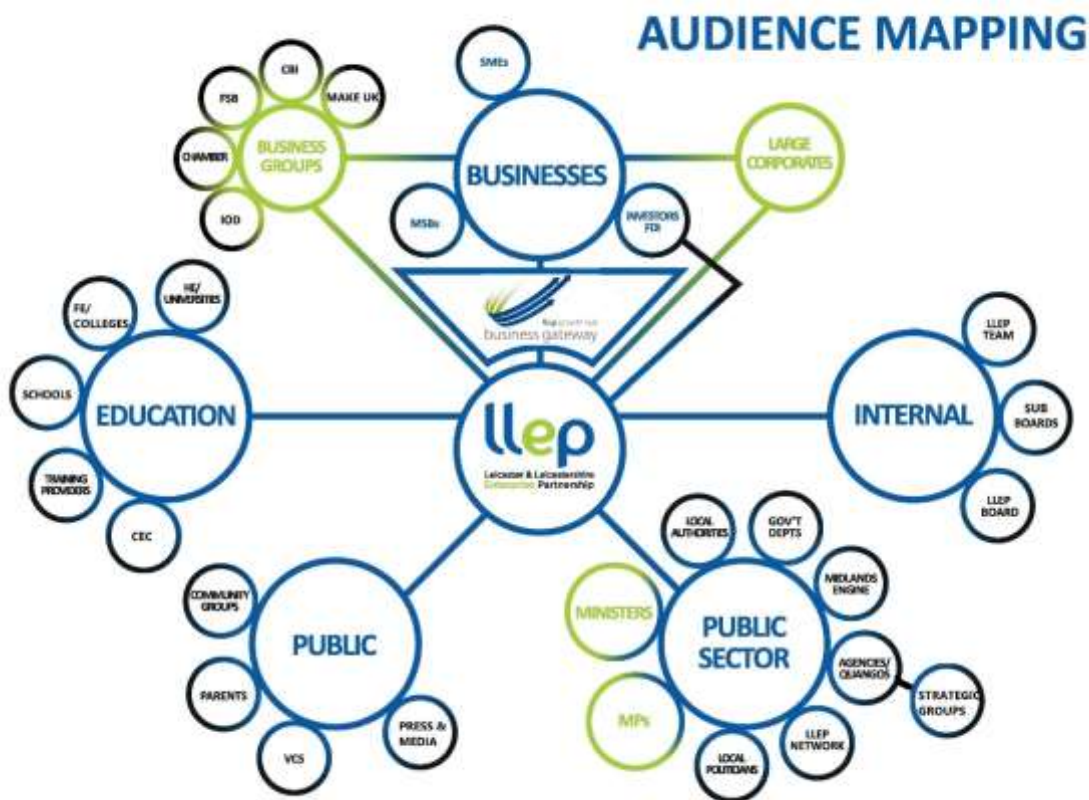 AUDIENCE MAPPING
CBI
FSB
MAKE UK
CHAMBER
IOD
BUSINESS
GROUPS
SMEs
BUSINESSES
MSBs
INVESTORS
FDI
LARGE
CORPORATES
business gateway
HE/
UNIVERSITIES
FE/
COLLEGES
SCHOOLS
TRAINING
PROVIDERS
CEC
EDUCATION
llep
Leicester & Leicestershire
Enterprise Partnership
INTERNAL
LLEP
TEAM
SUB
BOARDS
LLEP
BOARD
COMMUNITY
GROUPS
PARENTS
VCS
PRESS &
MEDIA
PUBLIC
LOCAL
AUTHORITIES
GOV'T
DEPTS
MIDLANDS
ENGINE
MINISTERS
PUBLIC
SECTOR
AGENCIES/
QUANGOS
STRATEGIC
GROUPS
MPs
LLEP
NETWORK
LOCAL
POLITICIANS